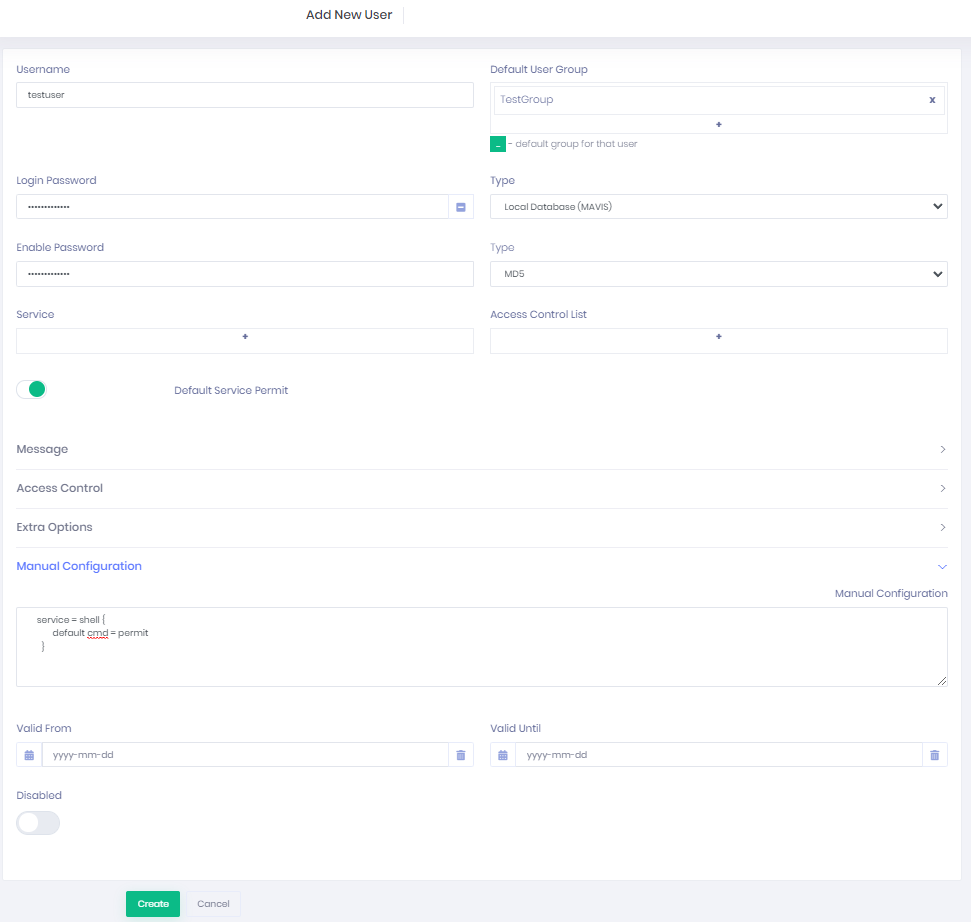 Add New User
Username
Default User Group
testuser
TestGroup
x
+
_ - default group for that user
Login Password
Type
•••••••••••••
Local Database (MAVIS)
Enable Password
Type
•••••••••••••
MD5
Service
Access Control List
+
+
Default Service Permit
Message
Access Control
Extra Options
Manual Configuration
Manual Configuration
service = shell {
default cmd = permit
}
Valid From
Valid Until
yyyy-mm-dd
yyyy-mm-dd
Disabled
Create
Cancel